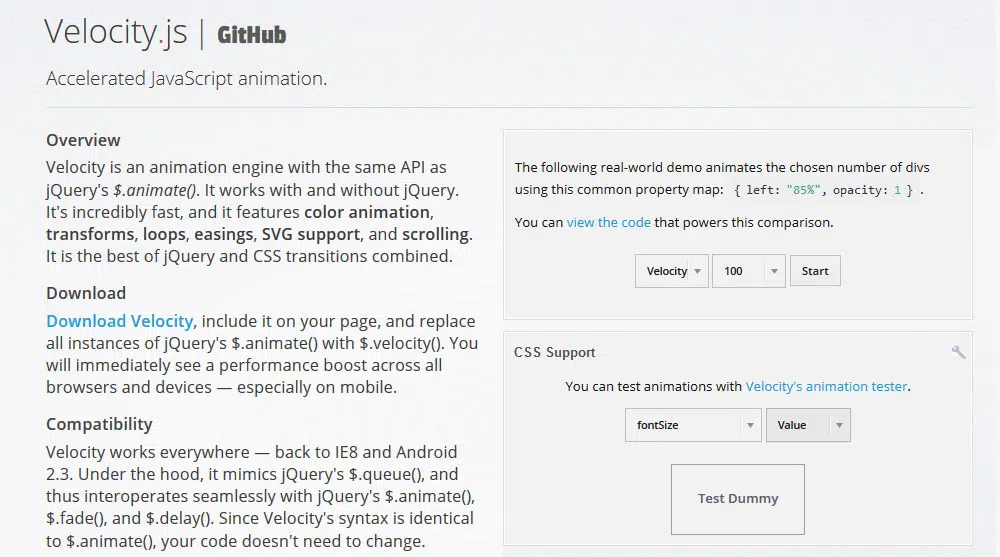 Velocity.js | GitHub
Accelerated JavaScript animation.
Overview
Velocity is an animation engine with the same API as
jQuery's $.animate(). It works with and without jQuery.
It's incredibly fast, and it features color animation,
transforms, loops, easings, SVG support, and scrolling.
It is the best of jQuery and CSS transitions combined.
Download
Download Velocity, include it on your page, and replace
all instances of jQuery's $.animate() with $.velocity(). You
will immediately see a performance boost across all
browsers and devices — especially on mobile.
Compatibility
Velocity works everywhere — back to IE8 and Android
2.3. Under the hood, it mimics jQuery's $.queue(), and
thus interoperates seamlessly with jQuery's $.animate(),
$.fade(), and $.delay(). Since Velocity's syntax is identical
to $.animate(), your code doesn't need to change.
The following real-world demo animates the chosen number of divs
using this common property map: { left: "85%", opacity: 1 } .
You can view the code that powers this comparison.
Velocity 100 Start
CSS Support
You can test animations with Velocity's animation tester.
fontSize Value
Test Dummy